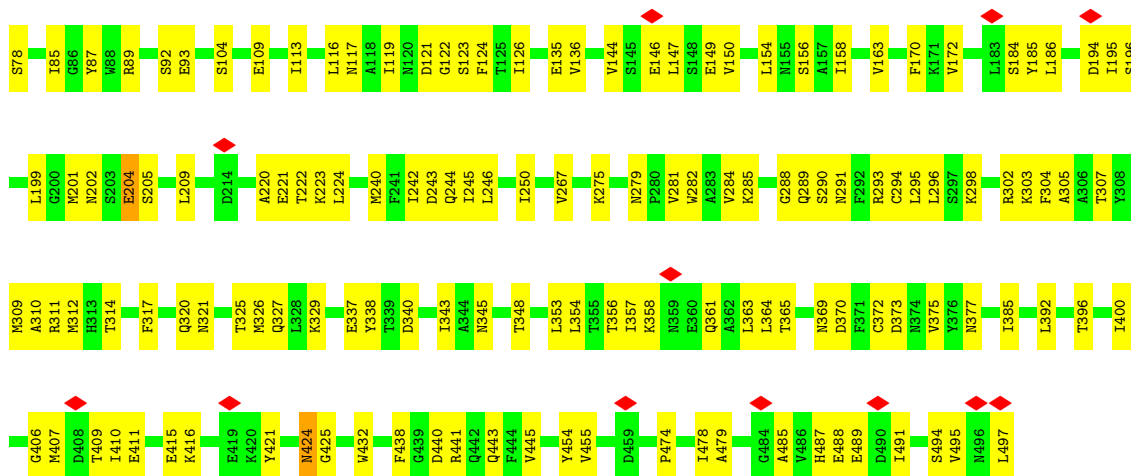 S78 I85 G86 Y87 W88 R89 S92 E93 S104 E109 I113 L116 N117 A118 I119 N120 D121 G122 S123 F124 T125 I126 E135 V136 V144 S145 E146 L147 S148 E149 V150 L154 N155 S156 A157 I158 V163 F170 K171 V172 L183 S184 Y185 L186 D194 I195 S196
L199 G200 M201 N202 S203 E204 S205 L209 D214 A220 E221 T222 K223 L224 M240 F241 I242 D243 Q244 I245 L246 I250 V267 K275 N279 P280 V281 W282 A283 V284 K285 G288 Q289 S290 N291 F292 R293 C294 L295 L296 S297 K298 R302 K303 F304 A305 A306 T307 Y308
M309 A310 R311 M312 H313 T314 F317 Q320 N321 T325 M326 Q327 L328 K329 E337 Y338 T339 D340 I343 A344 N345 T348 L353 L354 T355 T356 I357 K358 N359 E360 Q361 A362 L363 L364 T365 N369 D370 F371 C372 D373 N374 V375 Y376 N377 I385 L392 T396 I400
G406 M407 D408 T409 I410 E411 E415 K416 E419 K420 Y421 N424 G425 W432 F438 G439 D440 R441 Q442 Q443 F444 V445 Y454 V455 D459 P474 I478 A479 G484 A485 V486 H487 E488 E489 D490 I491 S494 V495 N496 L497